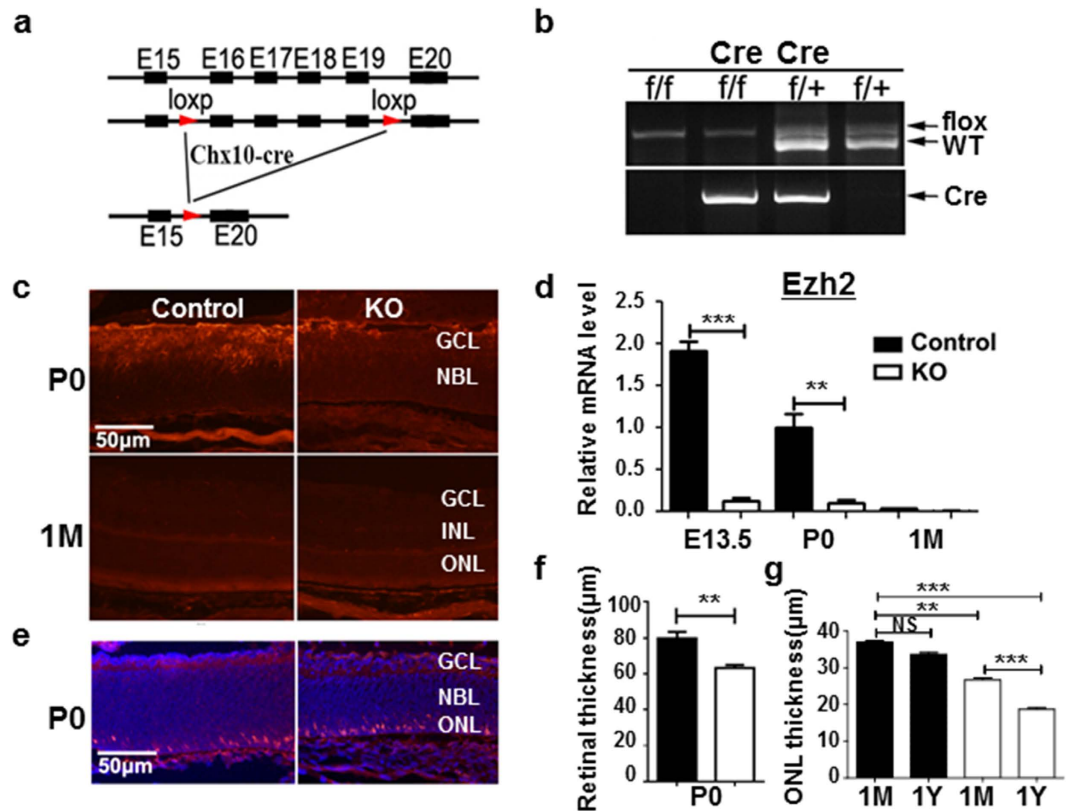 a
E15 E16 E17 E18 E19 E20
loxp loxp
Chx10-cre
E15 E20
b
Cre Cre
f/f f/f f/+ f/+
flox
WT
Cre
c
Control KO
P0
GCL
NBL
50μm
1M
GCL
INL
ONL
d
Ezh2
Relative mRNA level
2.5
2.0
1.5
1.0
0.5
0.0
***
**
Control
KO
E13.5 P0 1M
e
P0
GCL
NBL
ONL
50μm
f
Retinal thickness(μm)
80
60
40
20
0
**
P0
g
ONL thickness(μm)
40
30
20
10
0
***
**
NS
***
1M 1Y 1M 1Y